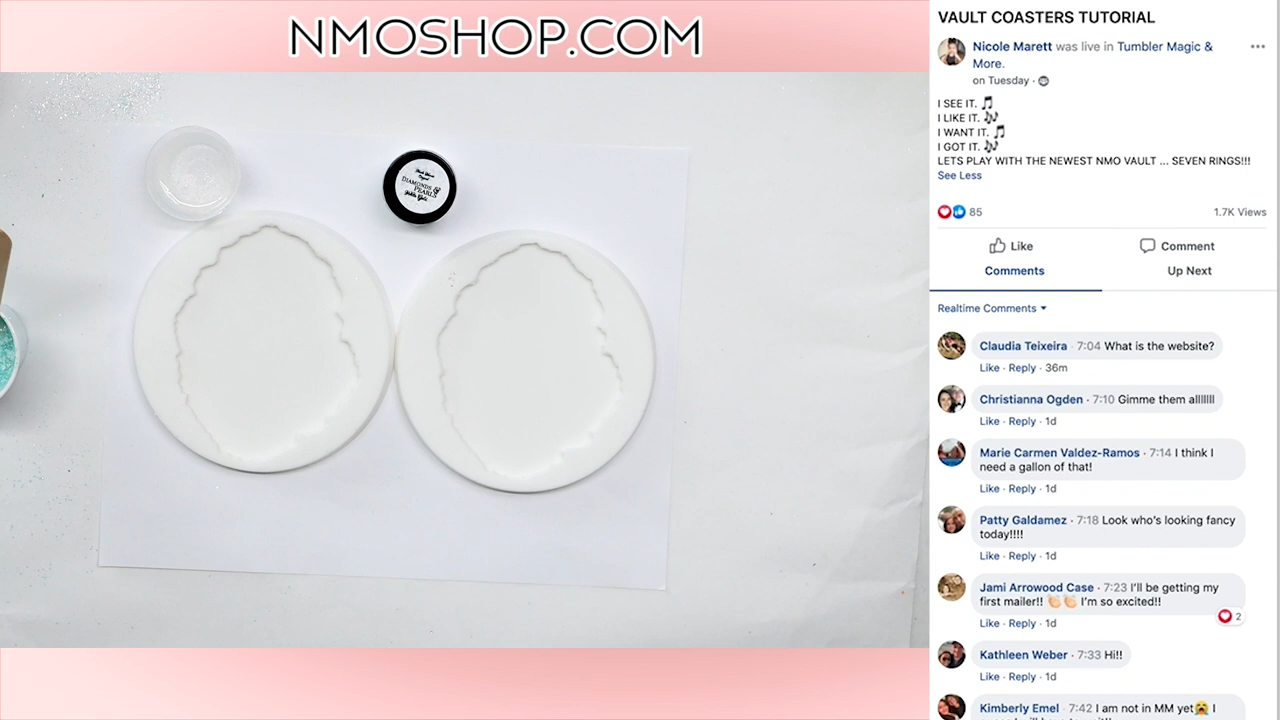 NMOSHOP.COM
DIAMONDS &
PEARLS
VAULT COASTERS TUTORIAL
Nicole Marett was live in Tumbler Magic &
More.
on Tuesday ·
I SEE IT. 🎵
I LIKE IT. 🎶
I WANT IT. 🎵
I GOT IT. 🎶
LETS PLAY WITH THE NEWEST NMO VAULT ... SEVEN RINGS!!!
See Less
85
1.7K Views
Like
Comment
Comments
Up Next
Realtime Comments
Claudia Teixeira · 7:04 What is the website?
Like · Reply · 36m
Christianna Ogden · 7:10 Gimme them alllllll
Like · Reply · 1d
Marie Carmen Valdez-Ramos · 7:14 I think I
need a gallon of that!
Like · Reply · 1d
Patty Galdamez · 7:18 Look who's looking fancy
today!!!!
Like · Reply · 1d
Jami Arrowood Case · 7:23 I'll be getting my
first mailer!! 👏🏻👏🏻 I'm so excited!!
2
Like · Reply · 1d
Kathleen Weber · 7:33 Hi!!
Like · Reply · 1d
Kimberly Emel · 7:42 I am not in MM yet😭 I